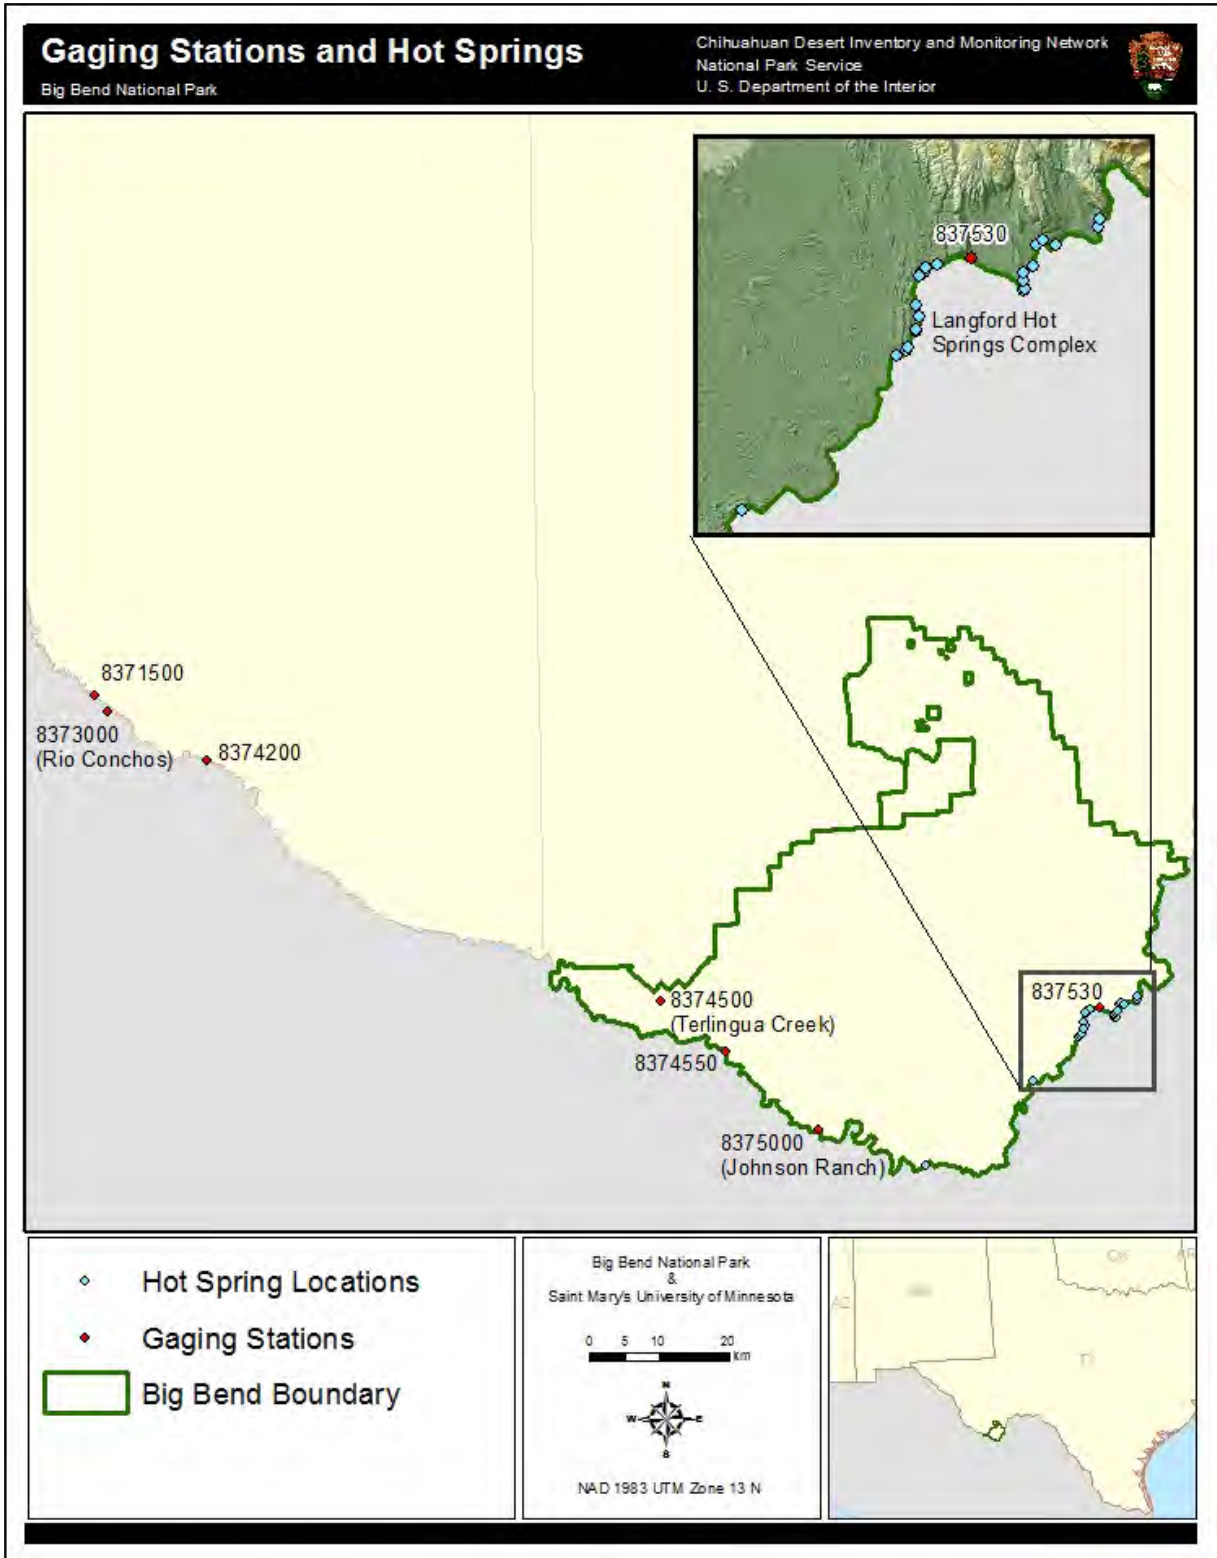 Gaging Stations and Hot Springs
Big Bend National Park
Chihuahuan Desert Inventory and Monitoring Network
National Park Service
U. S. Department of the Interior
837530
Langford Hot
Springs Complex
8371500
8373000
(Rio Conchos)
8374200
8374500
(Terlingua Creek)
8374550
837530
8375000
(Johnson Ranch)
Hot Spring Locations
Gaging Stations
Big Bend Boundary
Big Bend National Park
&
Saint Mary's University of Minnesota
0 5 10 20
km
N
W E
S
NAD 1983 UTM Zone 13 N
OK
AR
AZ
TX